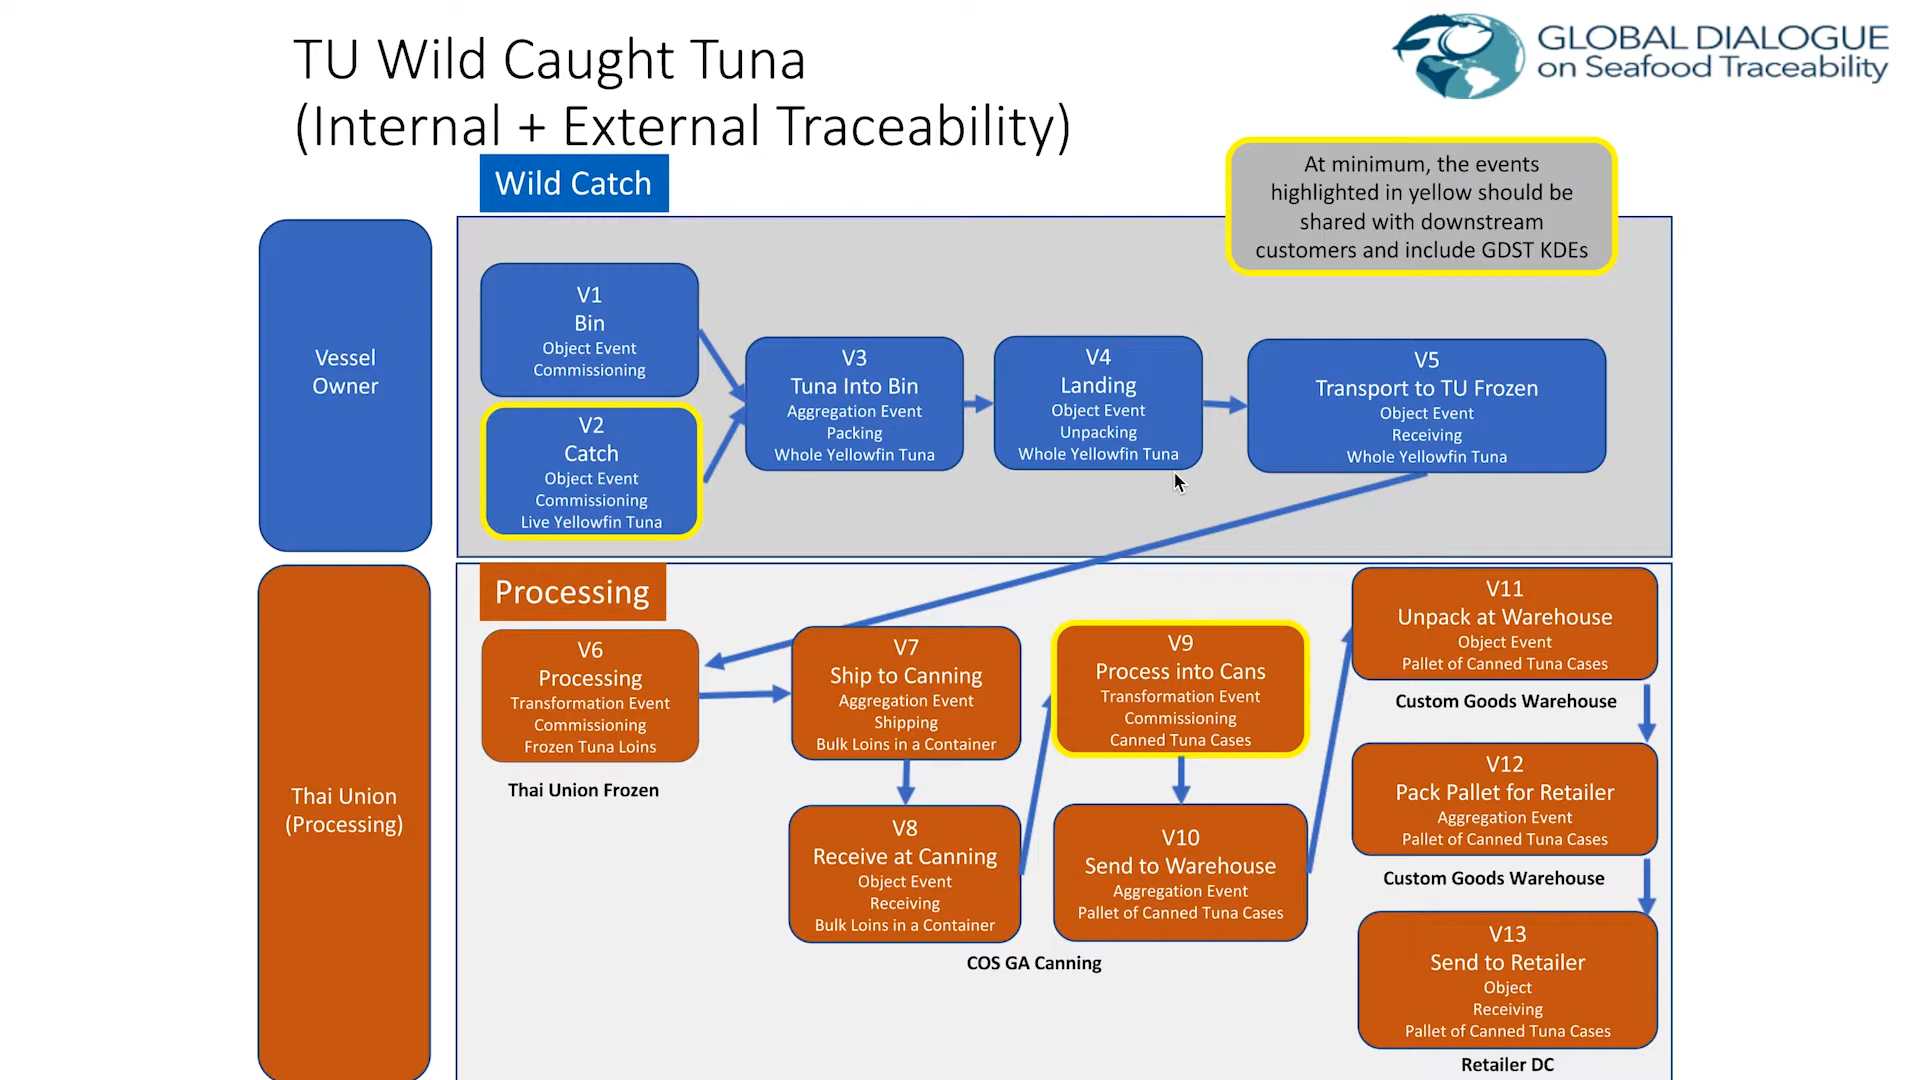 TU Wild Caught Tuna
(Internal + External Traceability)
GLOBAL DIALOGUE
on Seafood Traceability
Wild Catch
At minimum, the events
highlighted in yellow should be
shared with downstream
customers and include GDST KDEs
Vessel
Owner
V1
Bin
Object Event
Commissioning
V2
Catch
Object Event
Commissioning
Live Yellowfin Tuna
V3
Tuna Into Bin
Aggregation Event
Packing
Whole Yellowfin Tuna
V4
Landing
Object Event
Unpacking
Whole Yellowfin Tuna
V5
Transport to TU Frozen
Object Event
Receiving
Whole Yellowfin Tuna
Thai Union
(Processing)
Processing
V6
Processing
Transformation Event
Commissioning
Frozen Tuna Loins
Thai Union Frozen
V7
Ship to Canning
Aggregation Event
Shipping
Bulk Loins in a Container
V8
Receive at Canning
Object Event
Receiving
Bulk Loins in a Container
V9
Process into Cans
Transformation Event
Commissioning
Canned Tuna Cases
V10
Send to Warehouse
Aggregation Event
Pallet of Canned Tuna Cases
COS GA Canning
V11
Unpack at Warehouse
Object Event
Pallet of Canned Tuna Cases
Custom Goods Warehouse
V12
Pack Pallet for Retailer
Aggregation Event
Pallet of Canned Tuna Cases
Custom Goods Warehouse
V13
Send to Retailer
Object
Receiving
Pallet of Canned Tuna Cases
Retailer DC